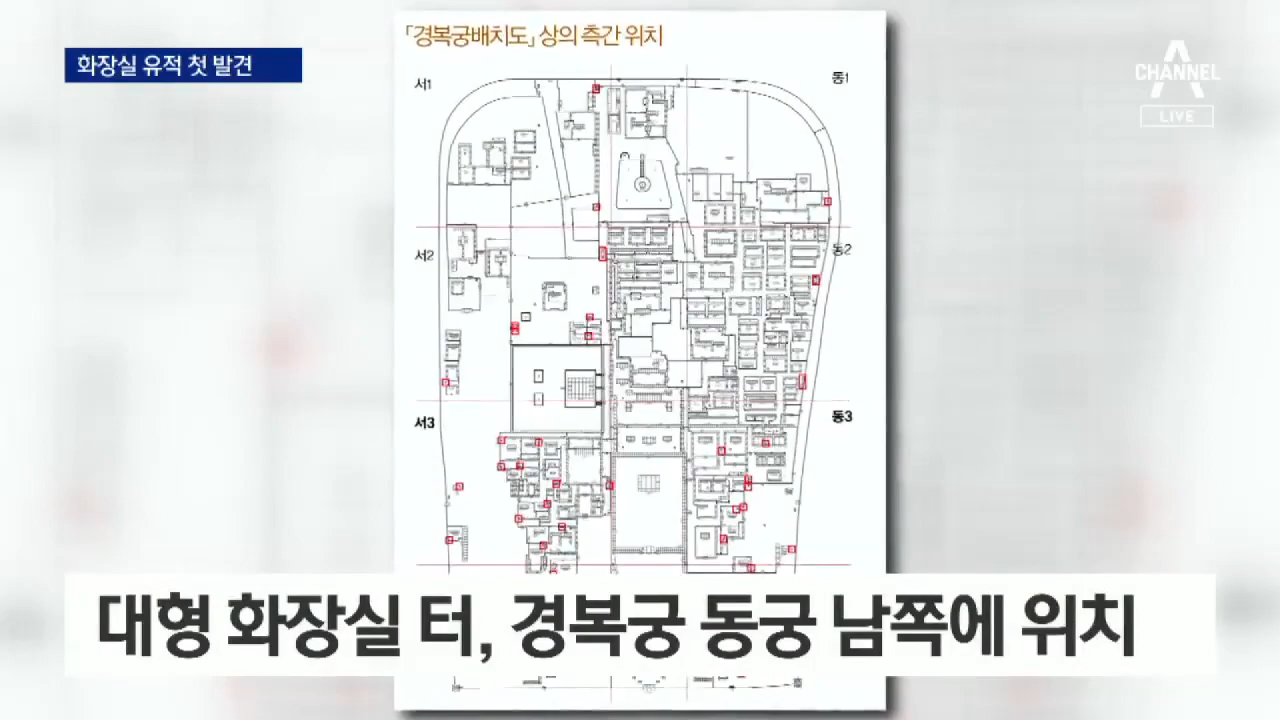 「경복궁배치도」 상의 측간 위치
화장실 유적 첫 발견
CHANNEL
LIVE
서1
동1
서2
동2
서3
동3
대형 화장실 터, 경복궁 동궁 남쪽에 위치